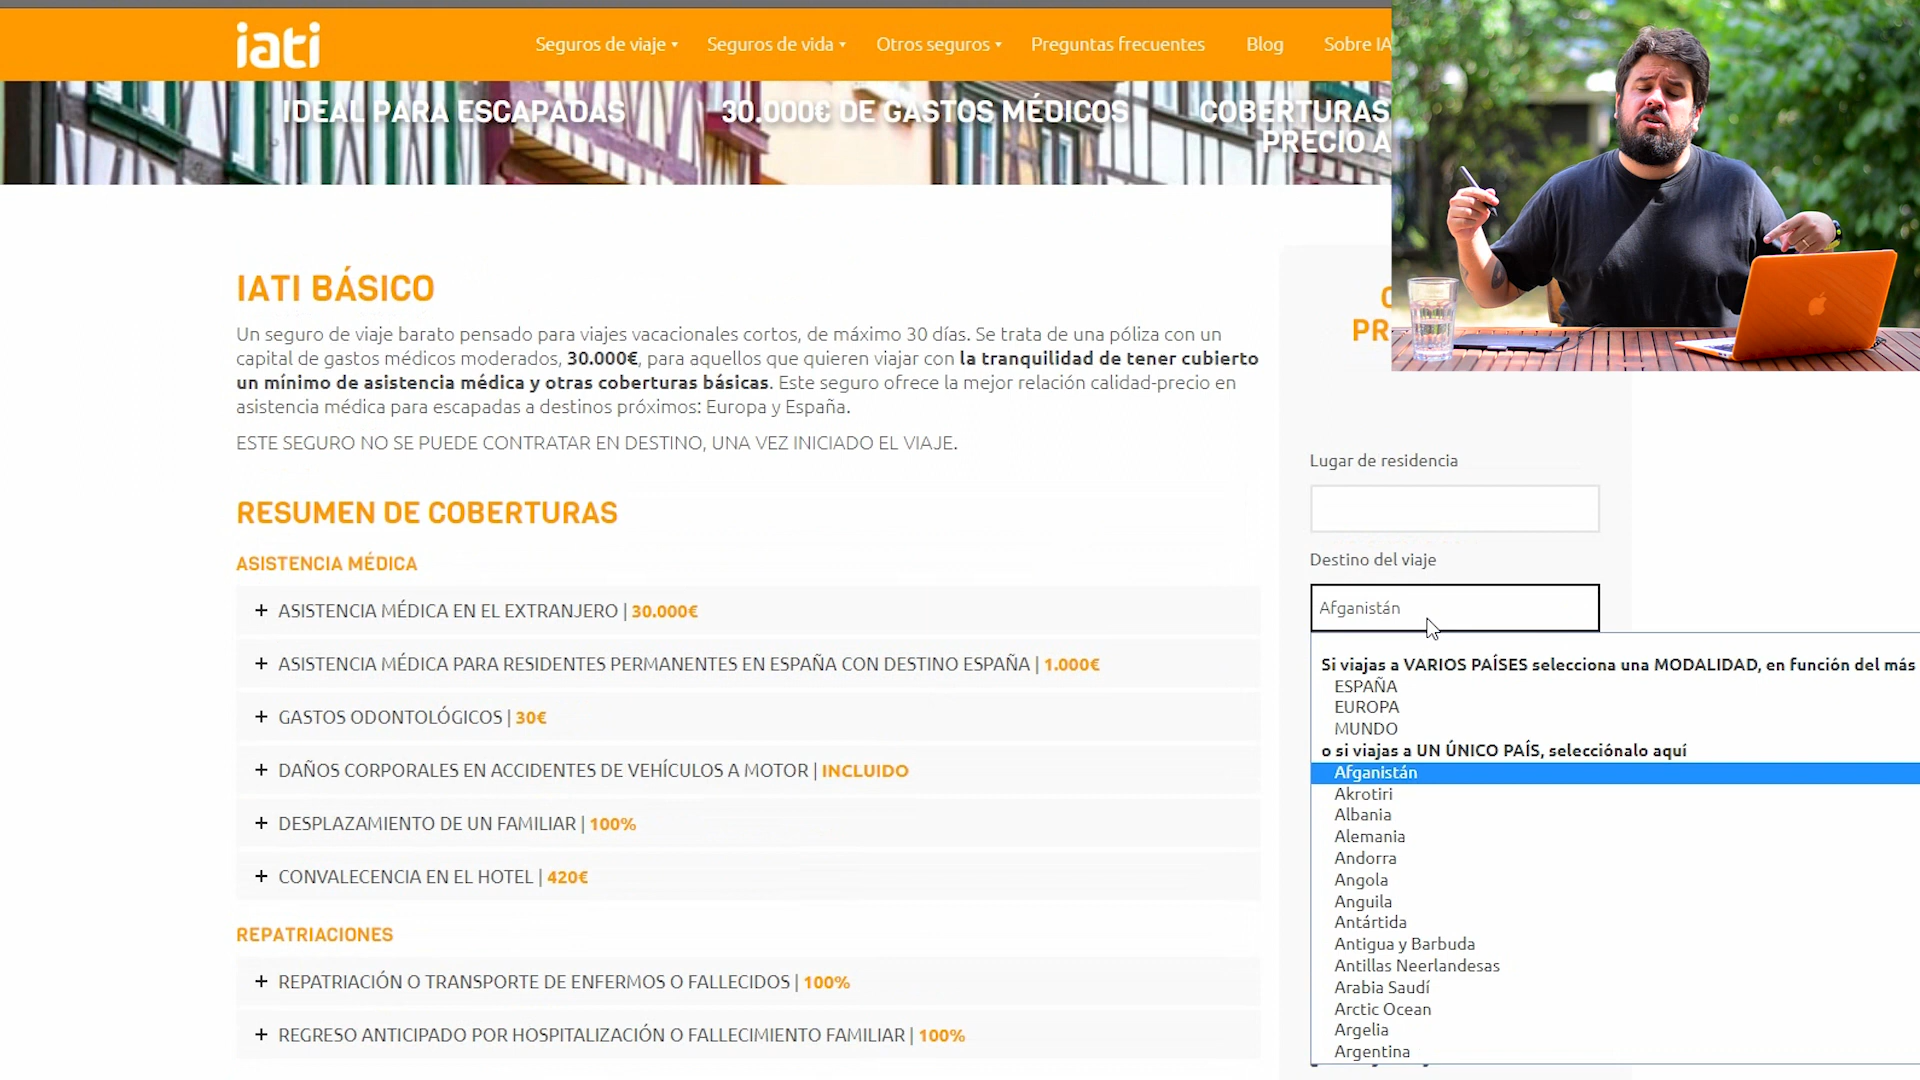 iati
Seguros de viaje
Seguros de vida
Otros seguros
Preguntas frecuentes
Blog
Sobre IA
IDEAL PARA ESCAPADAS
30.000€ DE GASTOS MÉDICOS
COBERTURAS
PRECIO A
IATI BÁSICO
Un seguro de viaje barato pensado para viajes vacacionales cortos, de máximo 30 días. Se trata de una póliza con un
capital de gastos médicos moderados, 30.000€, para aquellos que quieren viajar con la tranquilidad de tener cubierto
un mínimo de asistencia médica y otras coberturas básicas. Este seguro ofrece la mejor relación calidad-precio en
asistencia médica para escapadas a destinos próximos: Europa y España.
ESTE SEGURO NO SE PUEDE CONTRATAR EN DESTINO, UNA VEZ INICIADO EL VIAJE.
RESUMEN DE COBERTURAS
ASISTENCIA MÉDICA
+ ASISTENCIA MÉDICA EN EL EXTRANJERO | 30.000€
+ ASISTENCIA MÉDICA PARA RESIDENTES PERMANENTES EN ESPAÑA CON DESTINO ESPAÑA | 1.000€
+ GASTOS ODONTOLÓGICOS | 30€
+ DAÑOS CORPORALES EN ACCIDENTES DE VEHÍCULOS A MOTOR | INCLUIDO
+ DESPLAZAMIENTO DE UN FAMILIAR | 100%
+ CONVALECENCIA EN EL HOTEL | 420€
REPATRIACIONES
+ REPATRIACIÓN O TRANSPORTE DE ENFERMOS O FALLECIDOS | 100%
+ REGRESO ANTICIPADO POR HOSPITALIZACIÓN O FALLECIMIENTO FAMILIAR | 100%
PR
Lugar de residencia
Destino del viaje
Afganistán
Si viajas a VARIOS PAÍSES selecciona una MODALIDAD, en función del más
ESPAÑA
EUROPA
MUNDO
o si viajas a UN ÚNICO PAÍS, selecciónalo aquí
Afganistán
Akrotiri
Albania
Alemania
Andorra
Angola
Anguila
Antártida
Antigua y Barbuda
Antillas Neerlandesas
Arabia Saudí
Arctic Ocean
Argelia
Argentina